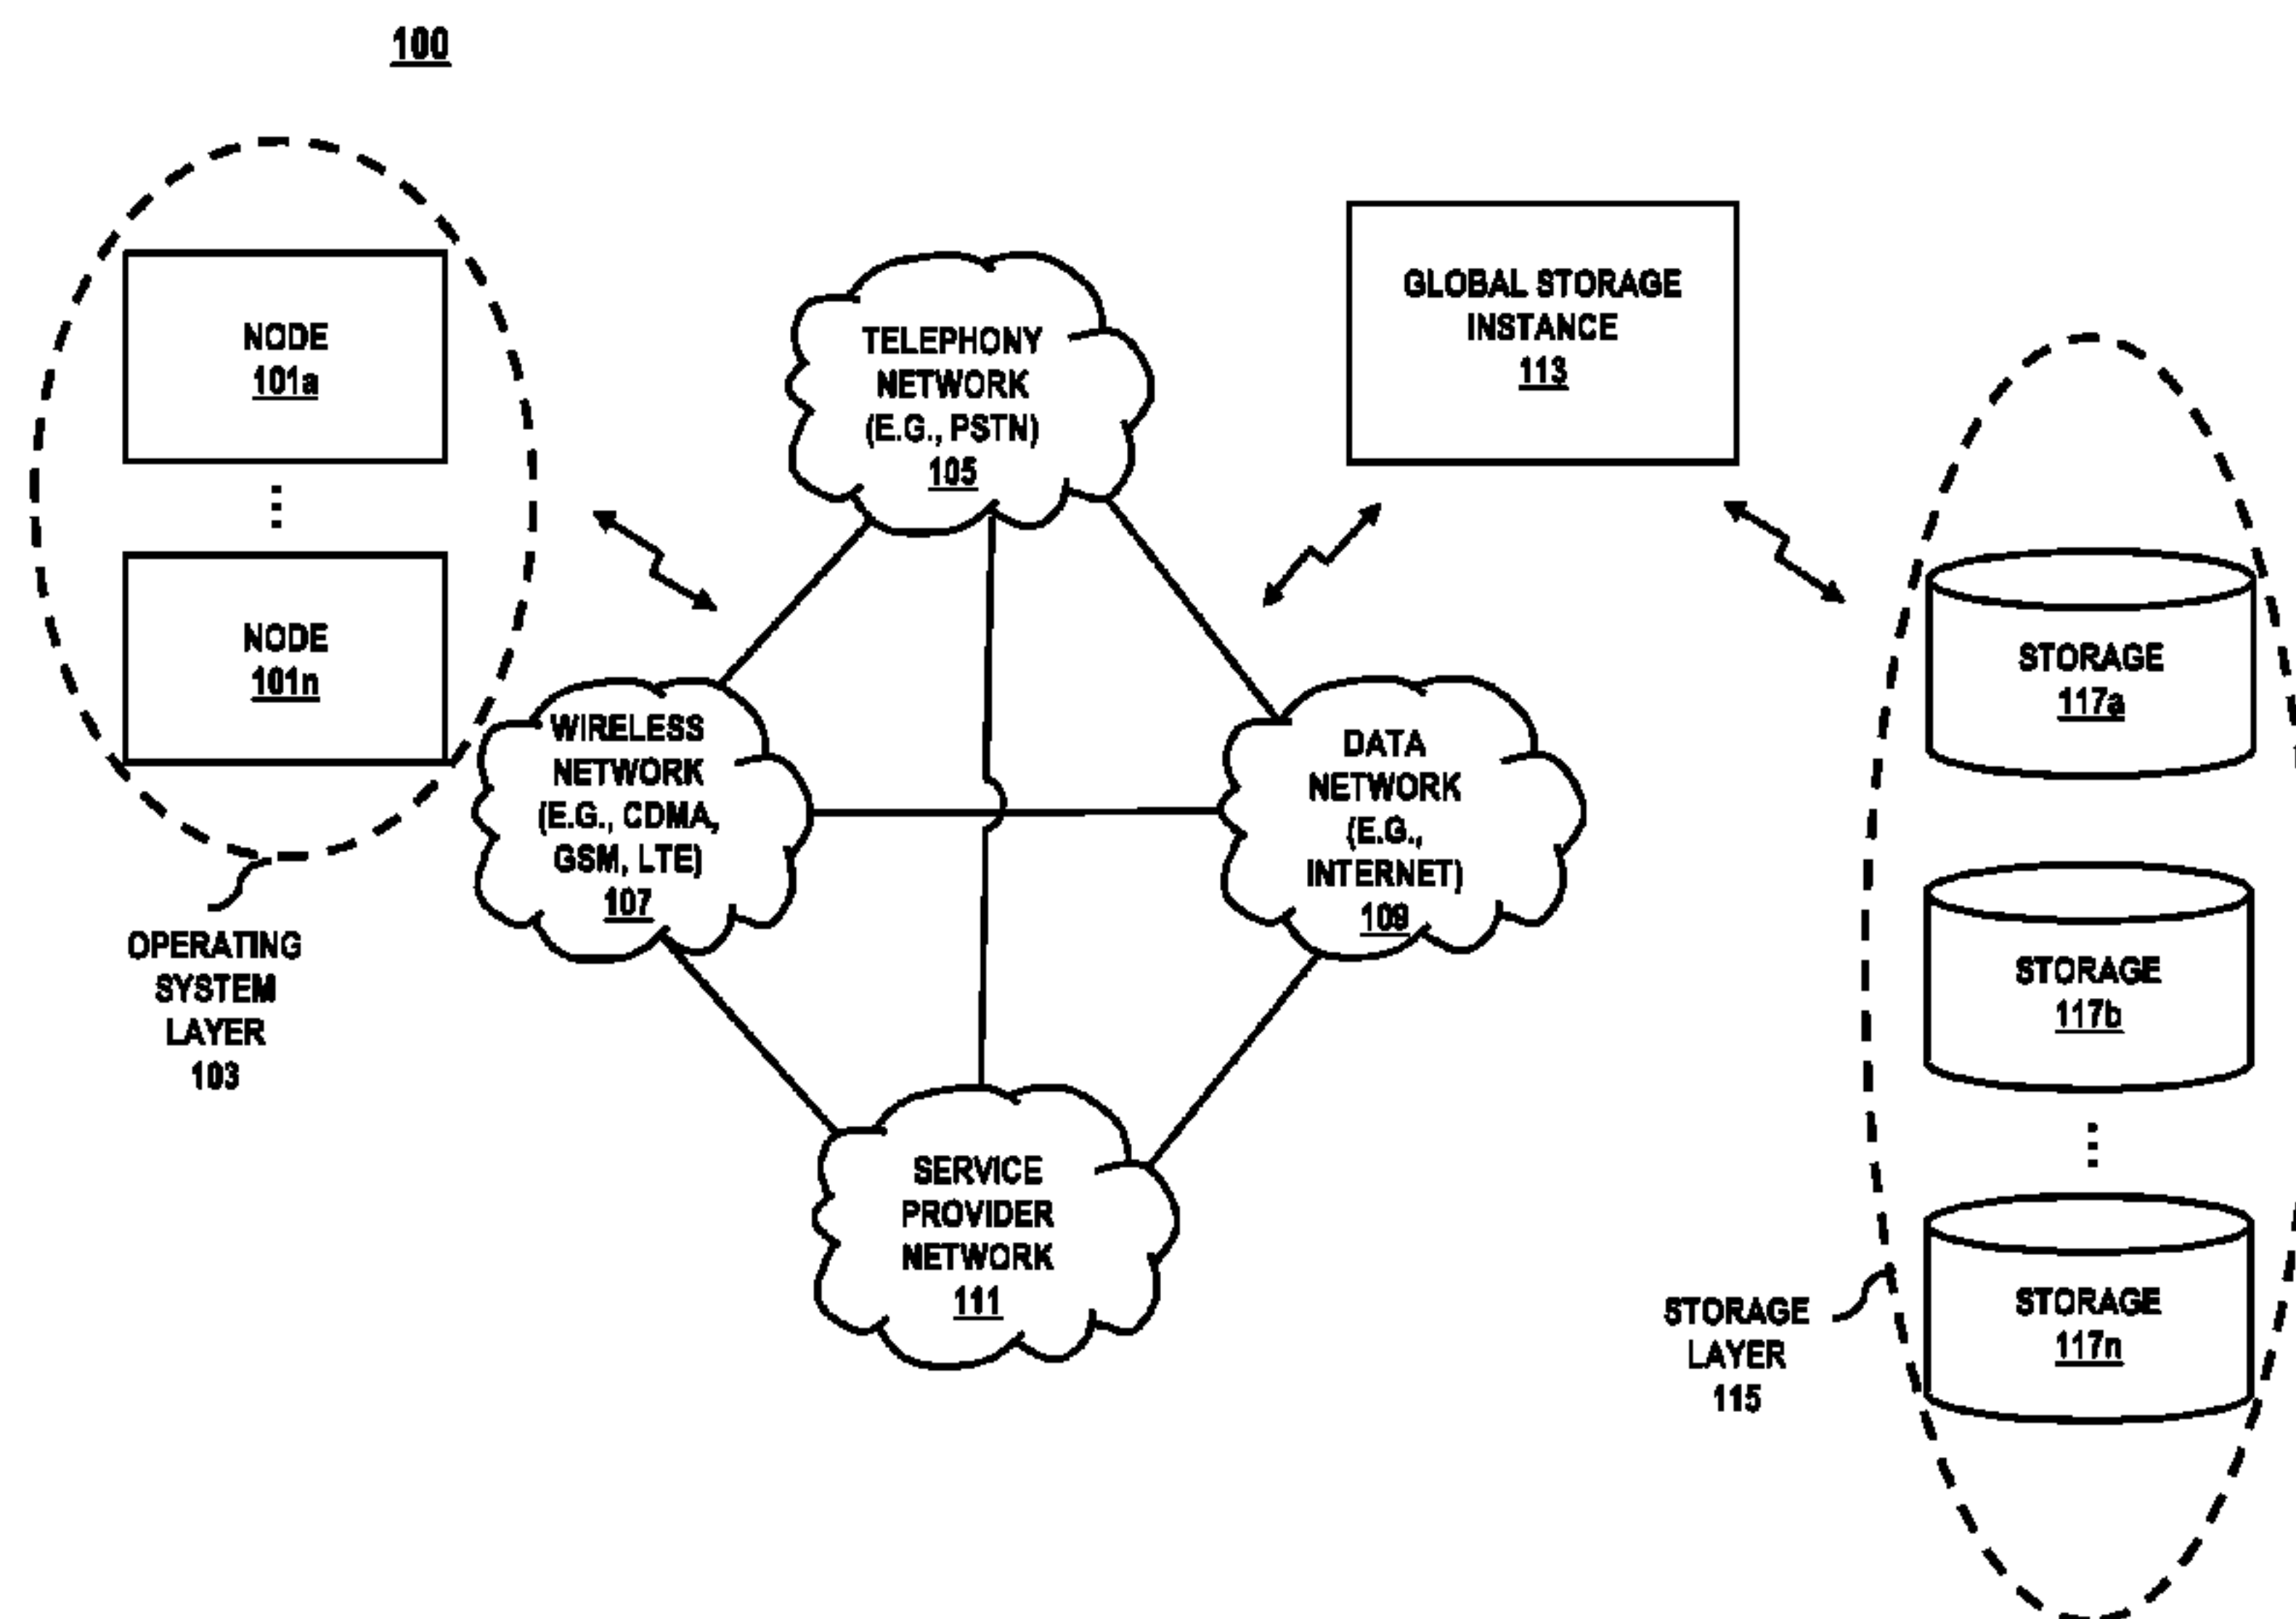 100
NODE
101a
NODE
101n
OPERATING
SYSTEM
LAYER
103
TELEPHONY
NETWORK
(E.G., PSTN)
105
WIRELESS
NETWORK
(E.G., CDMA,
GSM, LTE)
107
DATA
NETWORK
(E.G.,
INTERNET)
109
SERVICE
PROVIDER
NETWORK
111
GLOBAL STORAGE
INSTANCE
113
STORAGE
117a
STORAGE
117b
STORAGE
117n
STORAGE
LAYER
115